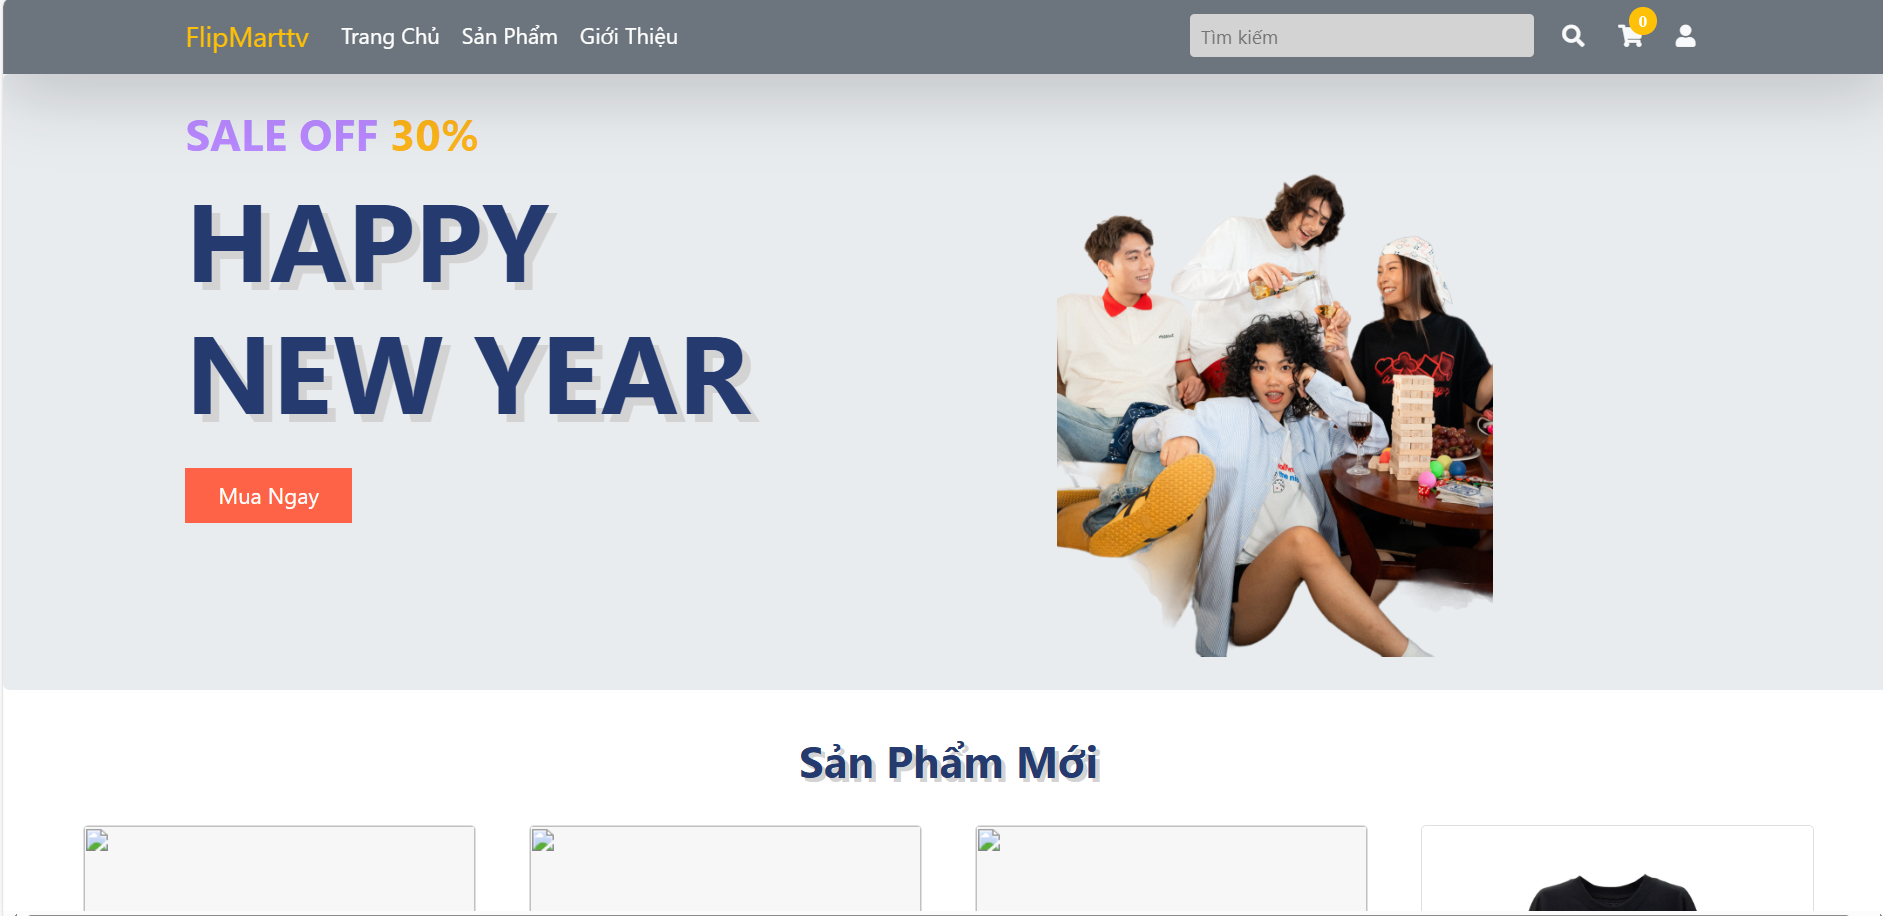 FlipMarttv Trang Chủ Sản Phẩm Giới Thiệu Tìm kiếm 0
SALE OFF 30%
HAPPY
NEW YEAR
Mua Ngay
Sản Phẩm Mới